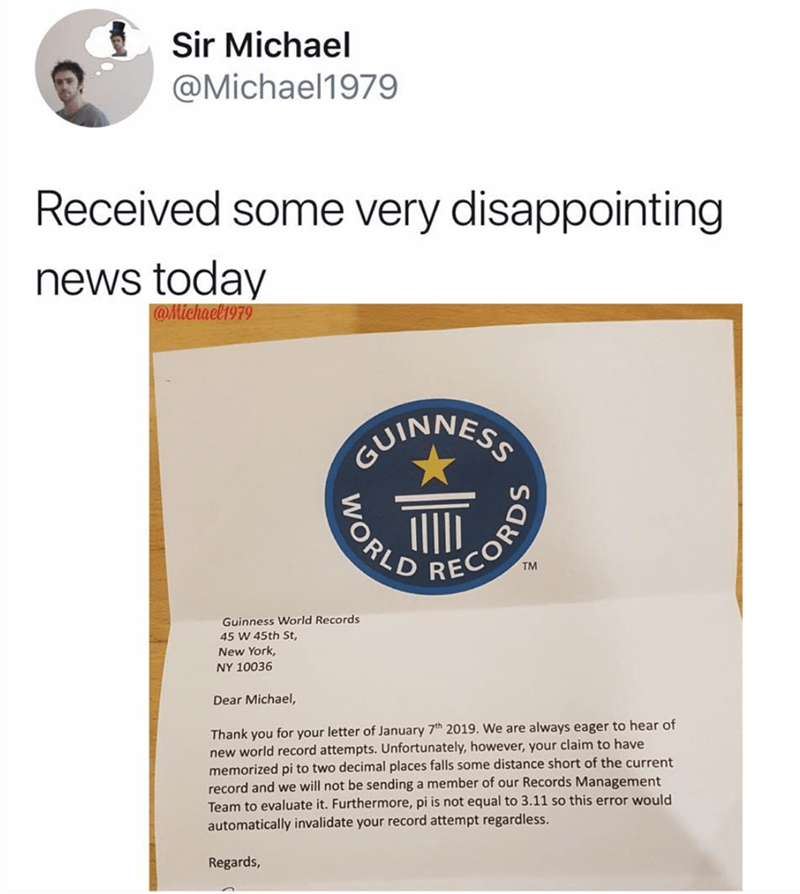 Sir Michael
@Michael1979
Received some very disappointing
news today
@Michael1979
GUINNESS
WORLD RECORDS
TM
Guinness World Records
45 W 45th St,
New York,
NY 10036
Dear Michael,
Thank you for your letter of January 7th 2019. We are always eager to hear of
new world record attempts. Unfortunately, however, your claim to have
memorized pi to two decimal places falls some distance short of the current
record and we will not be sending a member of our Records Management
Team to evaluate it. Furthermore, pi is not equal to 3.11 so this error would
automatically invalidate your record attempt regardless.
Regards,